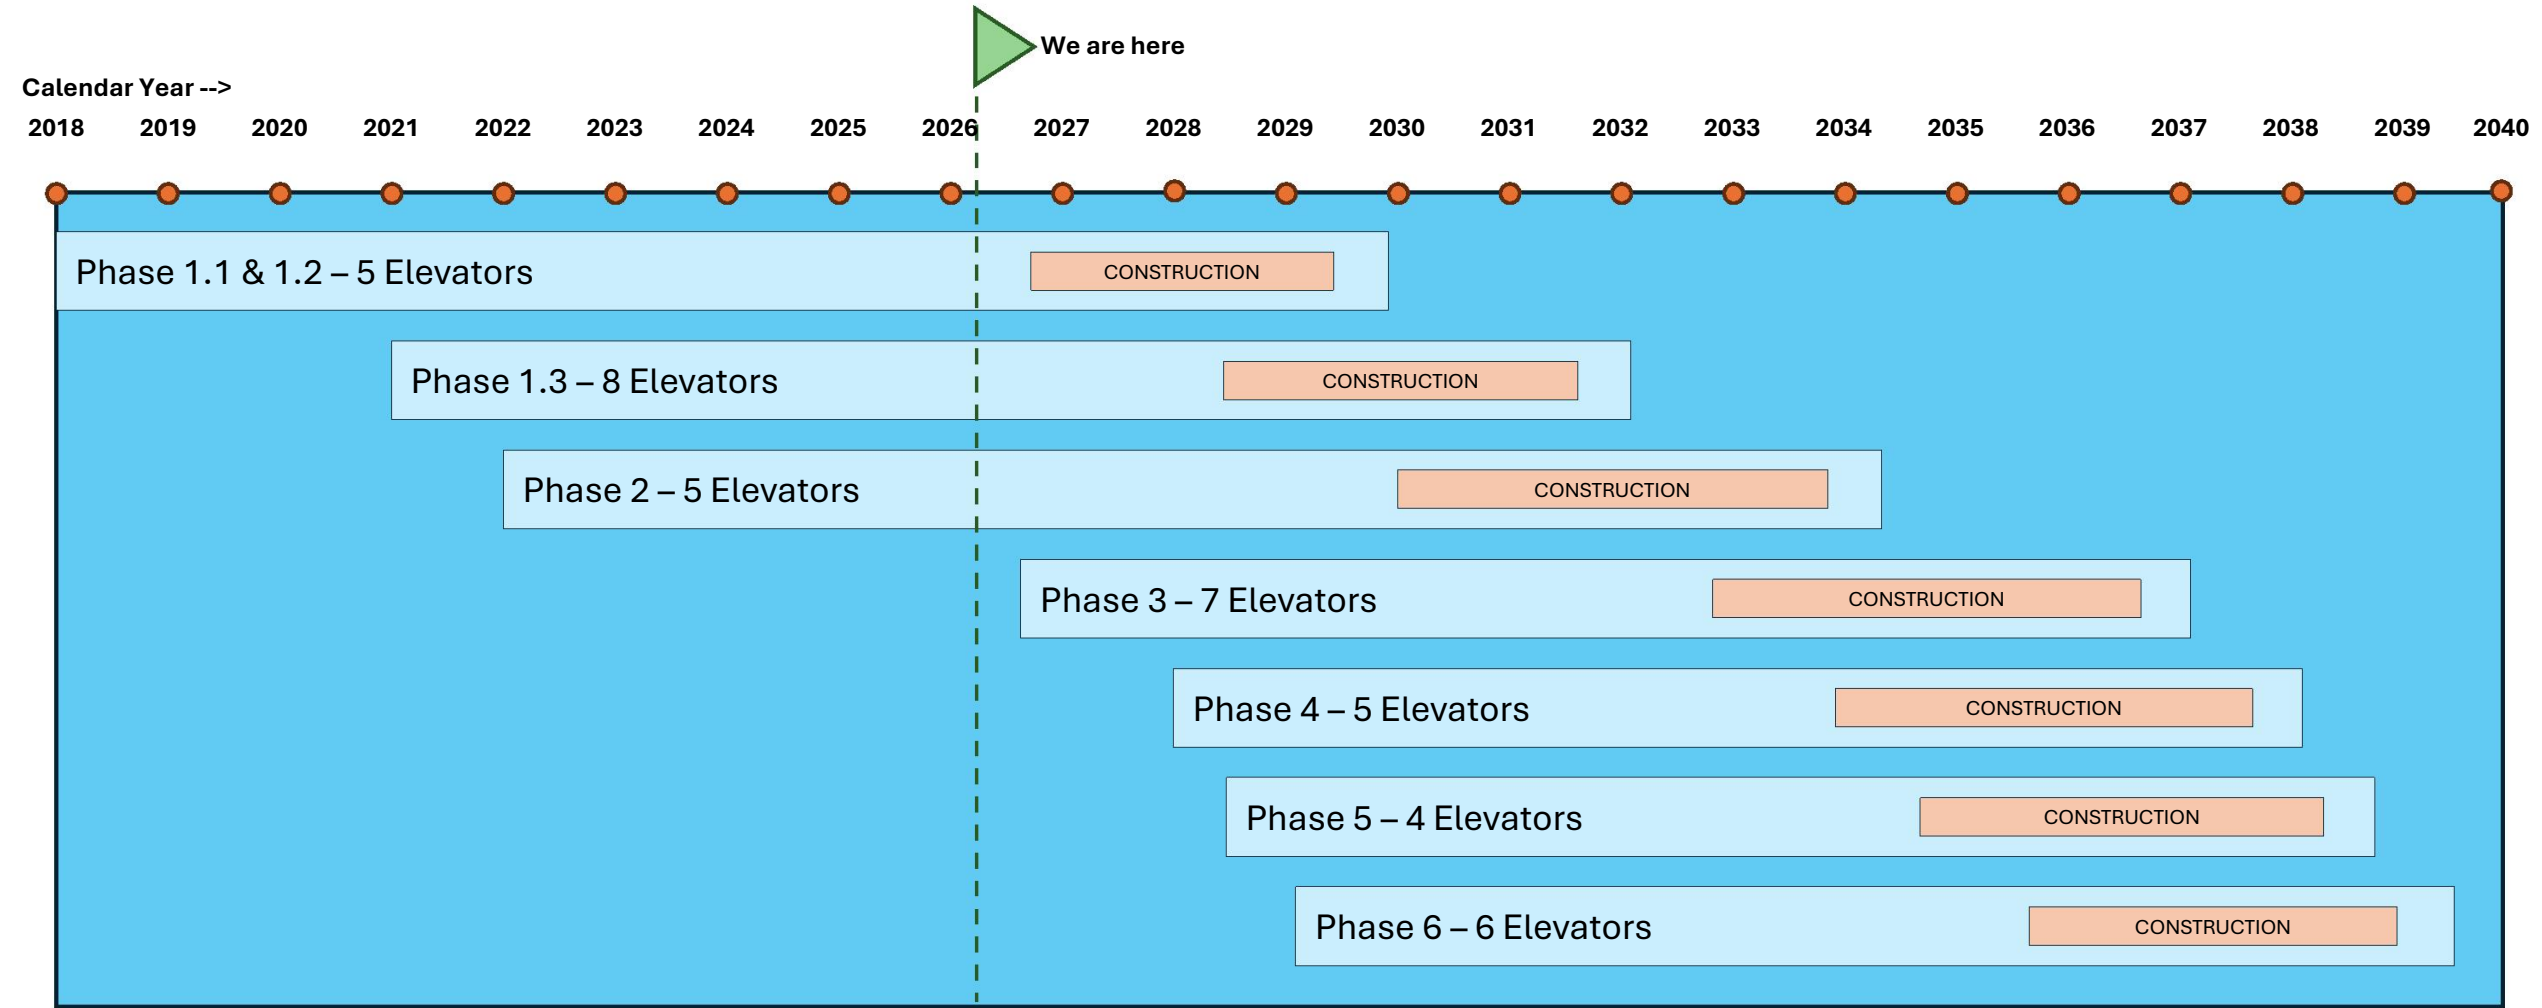 We are here
Calendar Year -->
2018 2019 2020 2021 2022 2023 2024 2025 2026 2027 2028 2029 2030 2031 2032 2033 2034 2035 2036 2037 2038 2039 2040
Phase 1.1 & 1.2 – 5 Elevators CONSTRUCTION
Phase 1.3 – 8 Elevators CONSTRUCTION
Phase 2 – 5 Elevators CONSTRUCTION
Phase 3 – 7 Elevators CONSTRUCTION
Phase 4 – 5 Elevators CONSTRUCTION
Phase 5 – 4 Elevators CONSTRUCTION
Phase 6 – 6 Elevators CONSTRUCTION